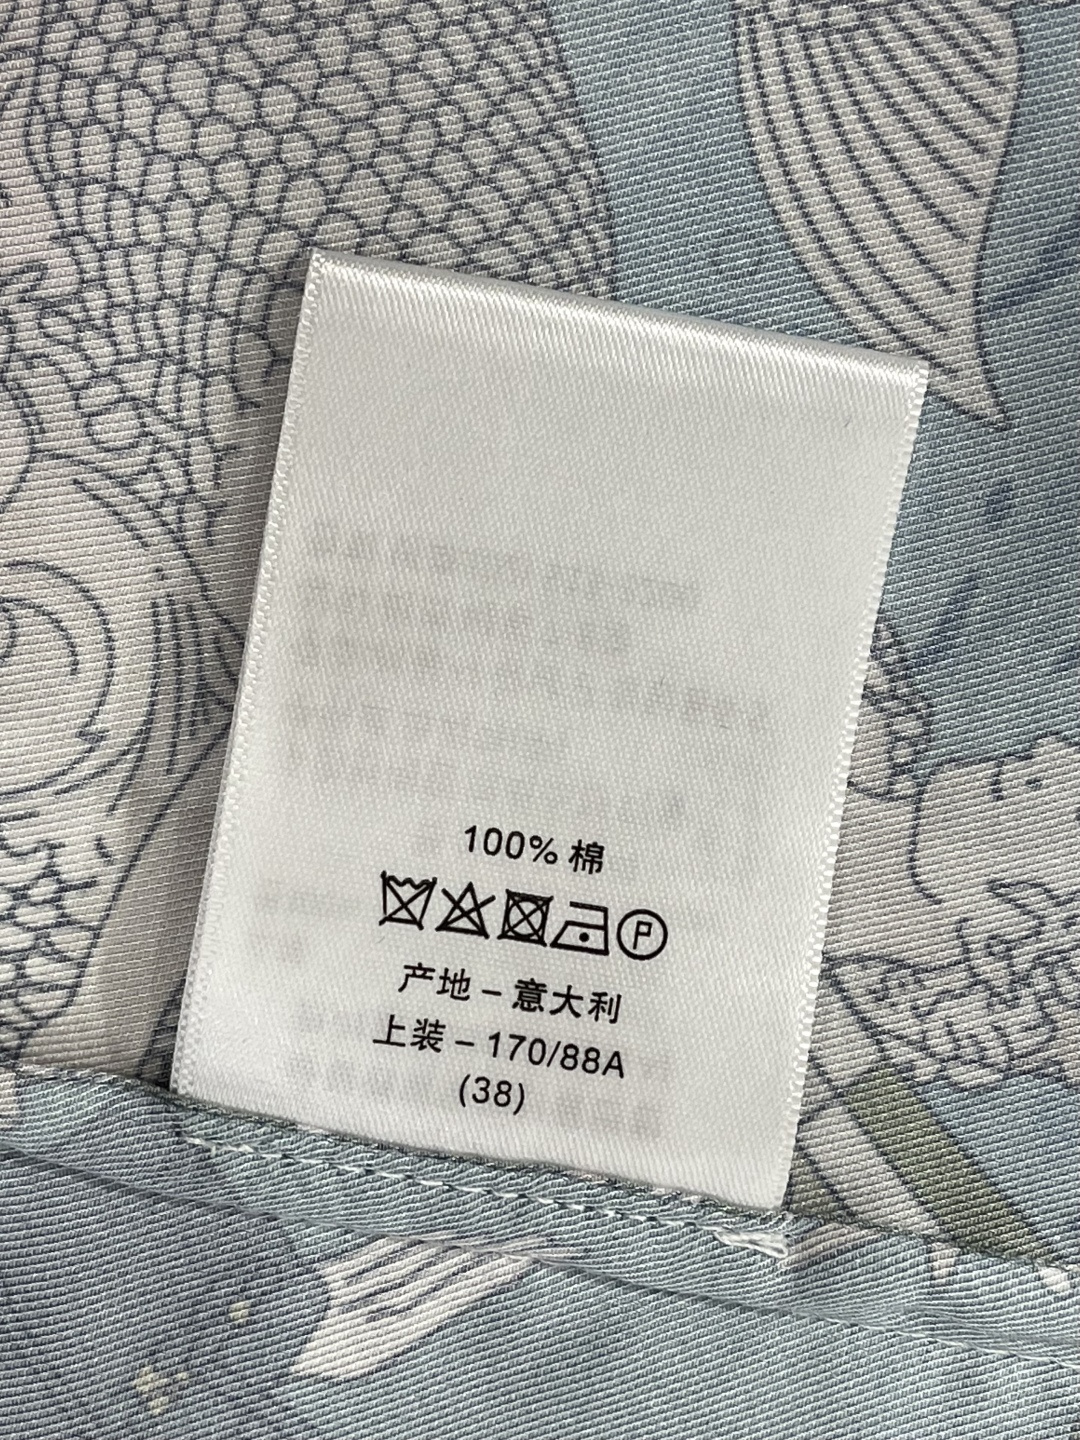 100% 棉
P
产地 – 意大利
上装 – 170/88A
(38)